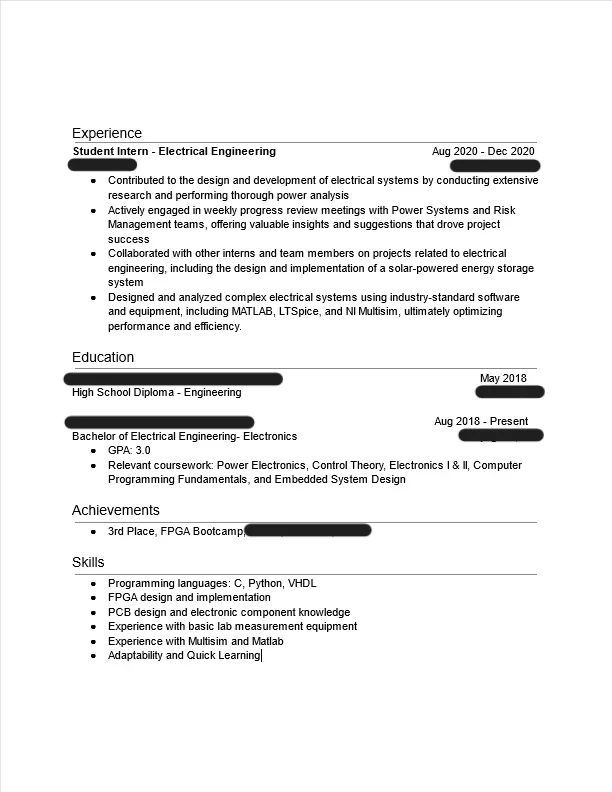 Experience
Student Intern - Electrical Engineering Aug 2020 - Dec 2020
• Contributed to the design and development of electrical systems by conducting extensive
research and performing thorough power analysis
• Actively engaged in weekly progress review meetings with Power Systems and Risk
Management teams, offering valuable insights and suggestions that drove project
success
• Collaborated with other interns and team members on projects related to electrical
engineering, including the design and implementation of a solar-powered energy storage
system
• Designed and analyzed complex electrical systems using industry-standard software
and equipment, including MATLAB, LTSpice, and NI Multisim, ultimately optimizing
performance and efficiency.
Education
May 2018
High School Diploma - Engineering
Aug 2018 - Present
Bachelor of Electrical Engineering- Electronics
• GPA: 3.0
• Relevant coursework: Power Electronics, Control Theory, Electronics I & II, Computer
Programming Fundamentals, and Embedded System Design
Achievements
• 3rd Place, FPGA Bootcamp,
Skills
• Programming languages: C, Python, VHDL
• FPGA design and implementation
• PCB design and electronic component knowledge
• Experience with basic lab measurement equipment
• Experience with Multisim and Matlab
• Adaptability and Quick Learning